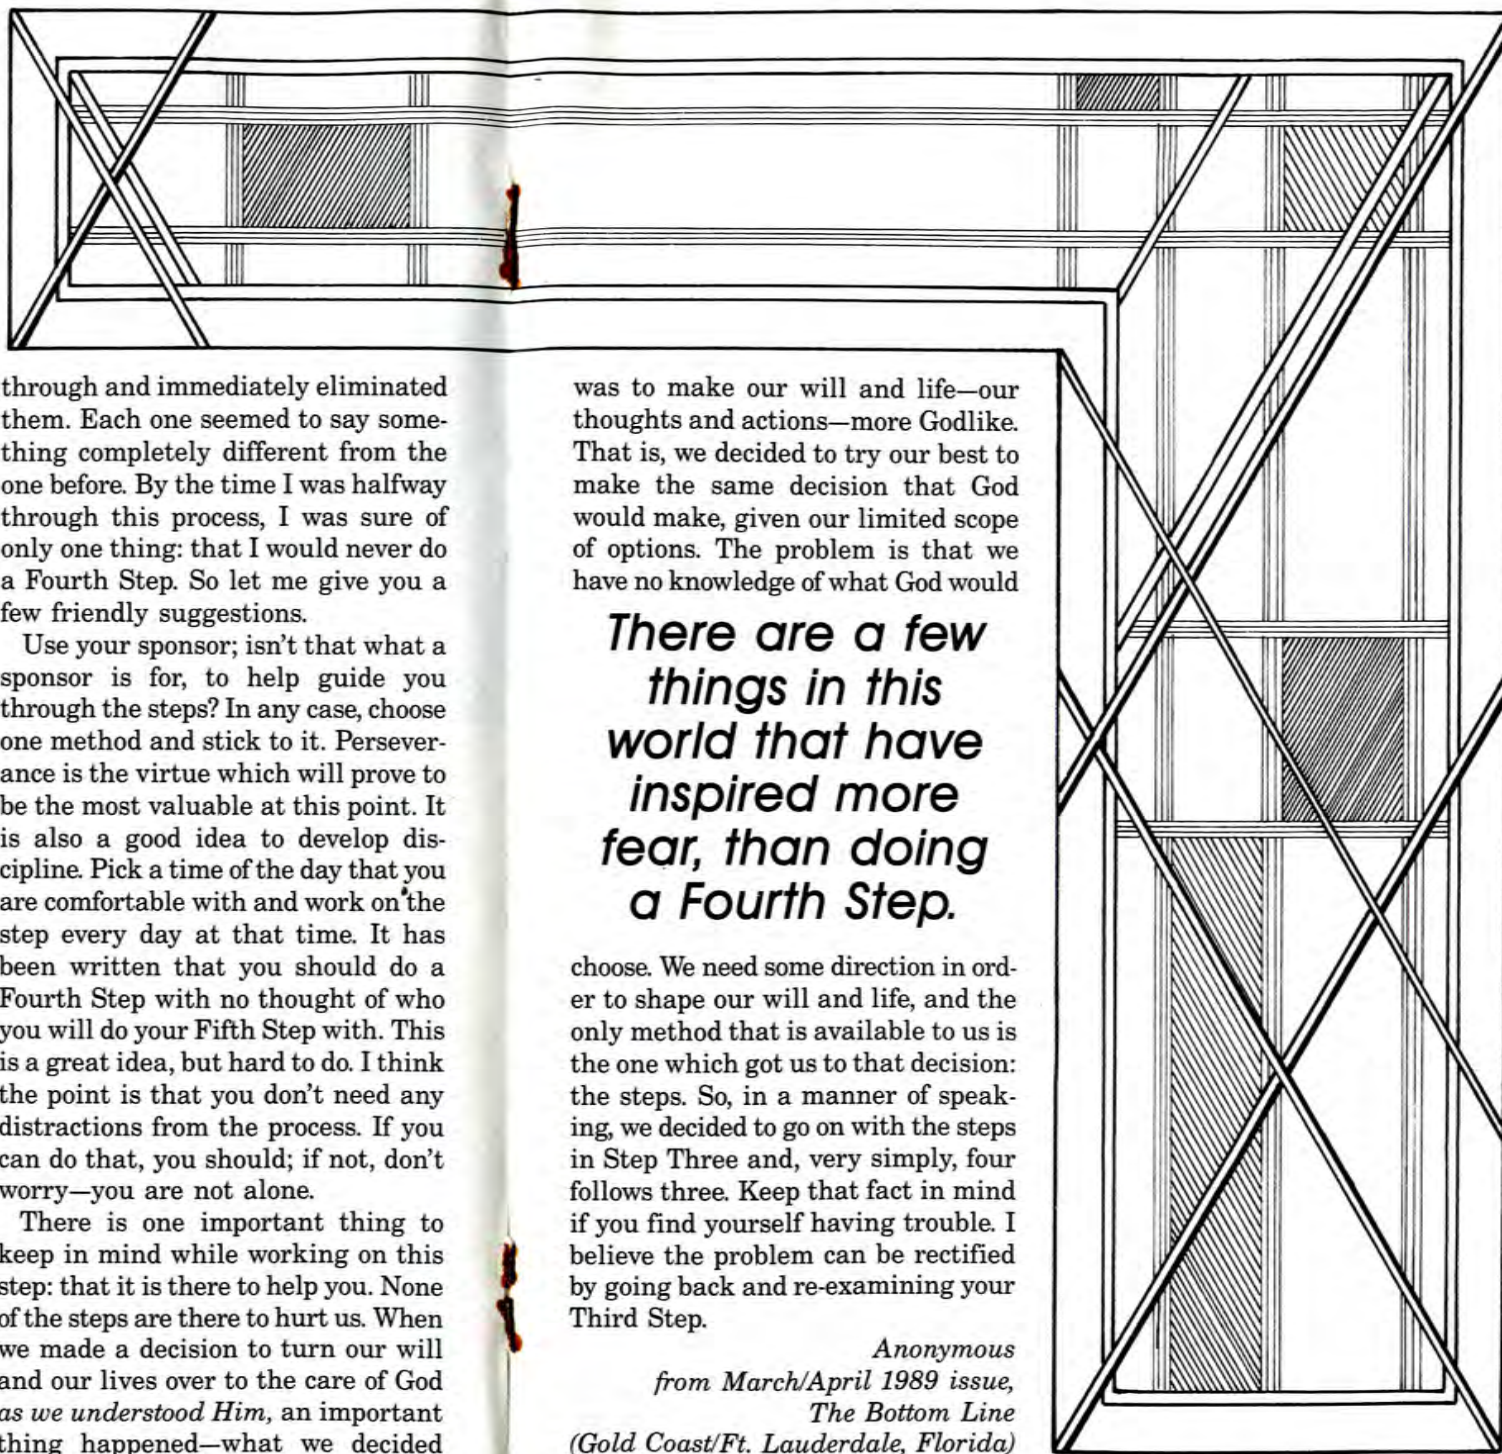 through and immediately eliminated
them. Each one seemed to say some-
thing completely different from the
one before. By the time I was halfway
through this process, I was sure of
only one thing: that I would never do
a Fourth Step. So let me give you a
few friendly suggestions.
Use your sponsor; isn't that what a
sponsor is for, to help guide you
through the steps? In any case, choose
one method and stick to it. Persever-
ance is the virtue which will prove to
be the most valuable at this point. It
is also a good idea to develop dis-
cipline. Pick a time of the day that you
are comfortable with and work on the
step every day at that time. It has
been written that you should do a
Fourth Step with no thought of who
you will do your Fifth Step with. This
is a great idea, but hard to do. I think
the point is that you don't need any
distractions from the process. If you
can do that, you should; if not, don't
worry—you are not alone.
There is one important thing to
keep in mind while working on this
step: that it is there to help you. None
of the steps are there to hurt us. When
we made a decision to turn our will
and our lives over to the care of God
as we understood Him, an important
thing happened—what we decided
was to make our will and life—our
thoughts and actions—more Godlike.
That is, we decided to try our best to
make the same decision that God
would make, given our limited scope
of options. The problem is that we
have no knowledge of what God would
There are a few
things in this
world that have
inspired more
fear, than doing
a Fourth Step.
choose. We need some direction in ord-
er to shape our will and life, and the
only method that is available to us is
the one which got us to that decision:
the steps. So, in a manner of speak-
ing, we decided to go on with the steps
in Step Three and, very simply, four
follows three. Keep that fact in mind
if you find yourself having trouble. I
believe the problem can be rectified
by going back and re-examining your
Third Step.
Anonymous
from March/April 1989 issue,
The Bottom Line
(Gold Coast/Ft. Lauderdale, Florida)